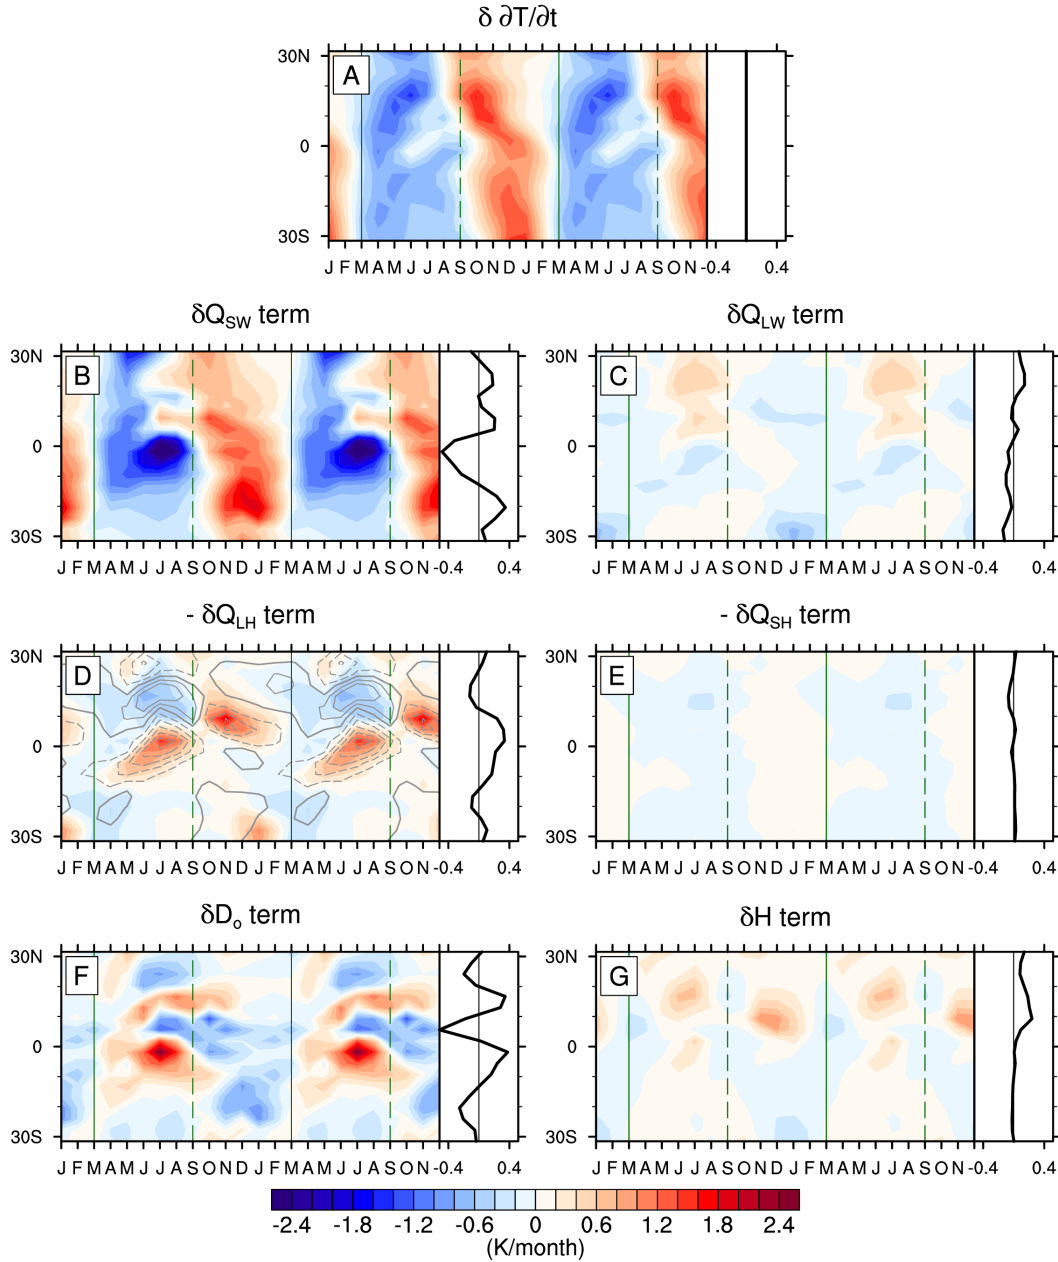 δ ∂T/∂t
30N
A
0
30S
J F M A M J J A S O N D J F M A M J J A S O N -0.4 0.4
δQSW term
δQLW term
30N
B
0
30S
J F M A M J J A S O N D J F M A M J J A S O N -0.4 0.4
30N
C
0
30S
J F M A M J J A S O N D J F M A M J J A S O N -0.4 0.4
- δQLH term
- δQSH term
30N
D
0
30S
J F M A M J J A S O N D J F M A M J J A S O N -0.4 0.4
30N
E
0
30S
J F M A M J J A S O N D J F M A M J J A S O N -0.4 0.4
δDo term
δH term
30N
F
0
30S
J F M A M J J A S O N D J F M A M J J A S O N -0.4 0.4
30N
G
0
30S
J F M A M J J A S O N D J F M A M J J A S O N -0.4 0.4
-2.4 -1.8 -1.2 -0.6 0 0.6 1.2 1.8 2.4
(K/month)